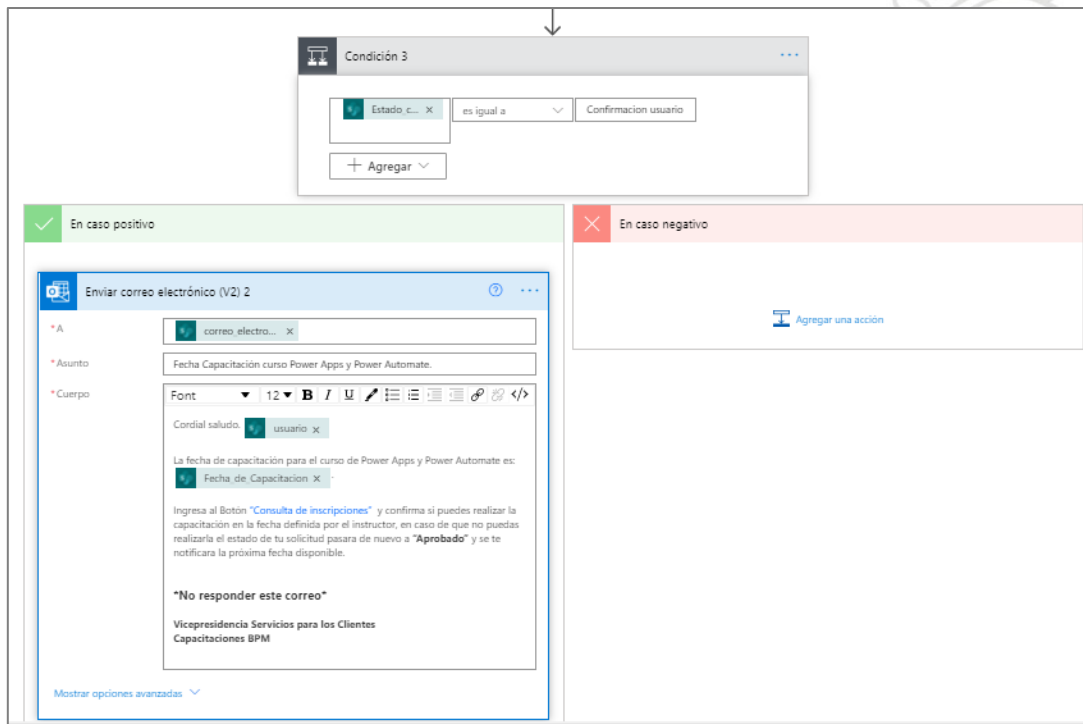 Condición 3
Estado_c... ×
es igual a
Confirmacion usuario
Agregar
En caso positivo
En caso negativo
Enviar correo electrónico (V2) 2
Agregar una acción
*A
correo_electro... ×
*Asunto
Fecha Capacitación curso Power Apps y Power Automate.
*Cuerpo
Font 12 B I U </>
Cordial saludo. usuario ×
La fecha de capacitación para el curso de Power Apps y Power Automate es:
Fecha_de_Capacitacion × .
Ingresa al Botón "Consulta de inscripciones" y confirma si puedes realizar la
capacitación en la fecha definida por el instructor, en caso de que no puedas
realizarla el estado de tu solicitud pasara de nuevo a "Aprobado" y se te
notificara la próxima fecha disponible.
*No responder este correo*
Vicepresidencia Servicios para los Clientes
Capacitaciones BPM
Mostrar opciones avanzadas